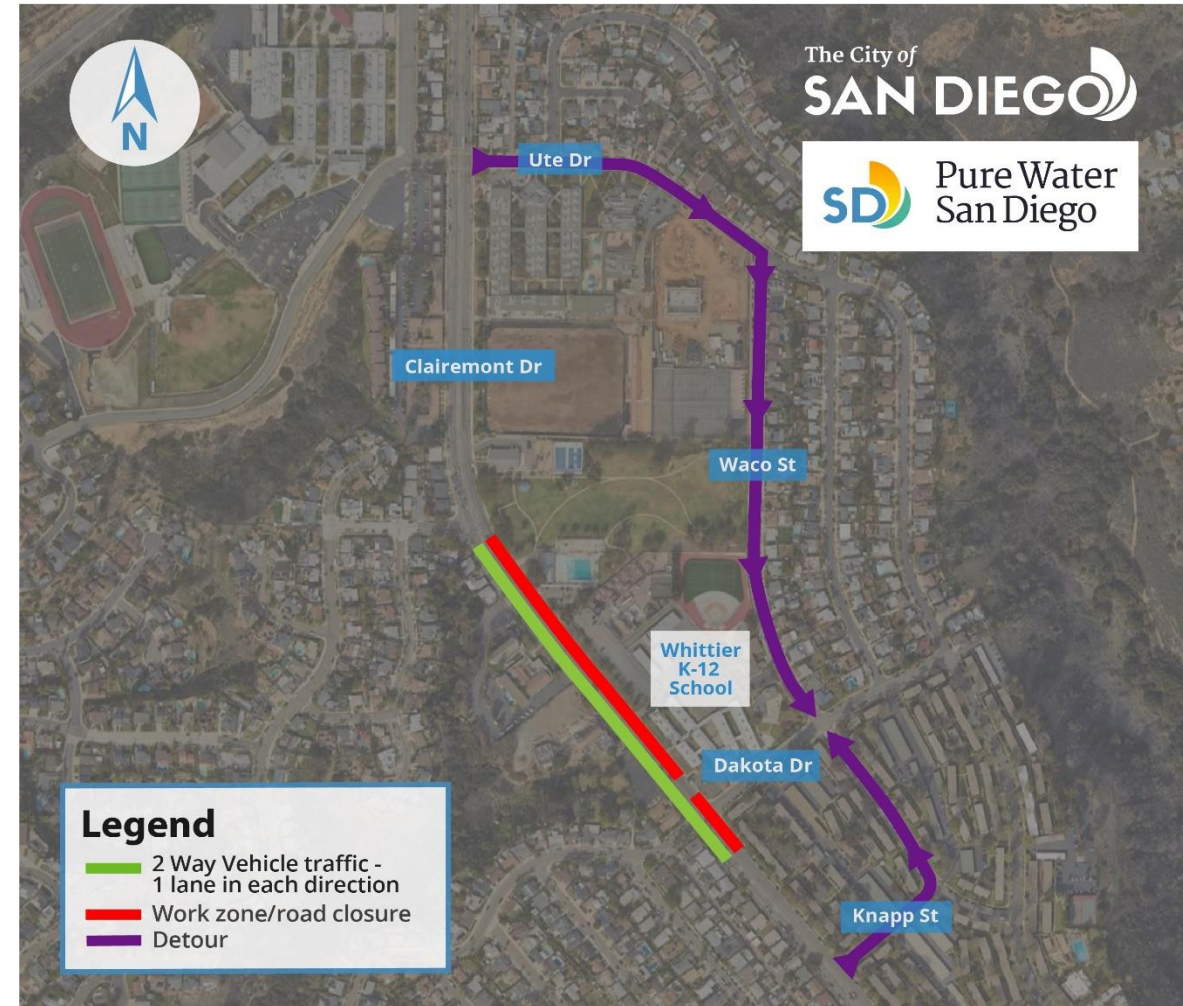 N
The City of
SAN DIEGO
SD
Pure Water
San Diego
Ute Dr
Clairemont Dr
Waco St
Whittier
K-12
School
Dakota Dr
Knapp St
Legend
2 Way Vehicle traffic -
1 lane in each direction
Work zone/road closure
Detour